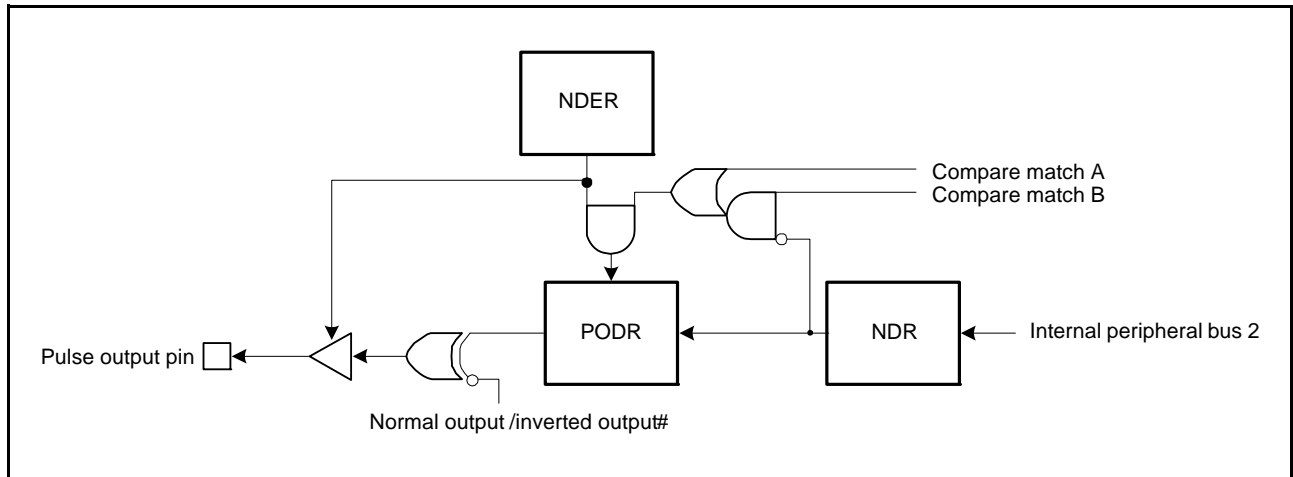 NDER
Compare match A
Compare match B
PODR
NDR
Internal peripheral bus 2
Pulse output pin
Normal output /inverted output#